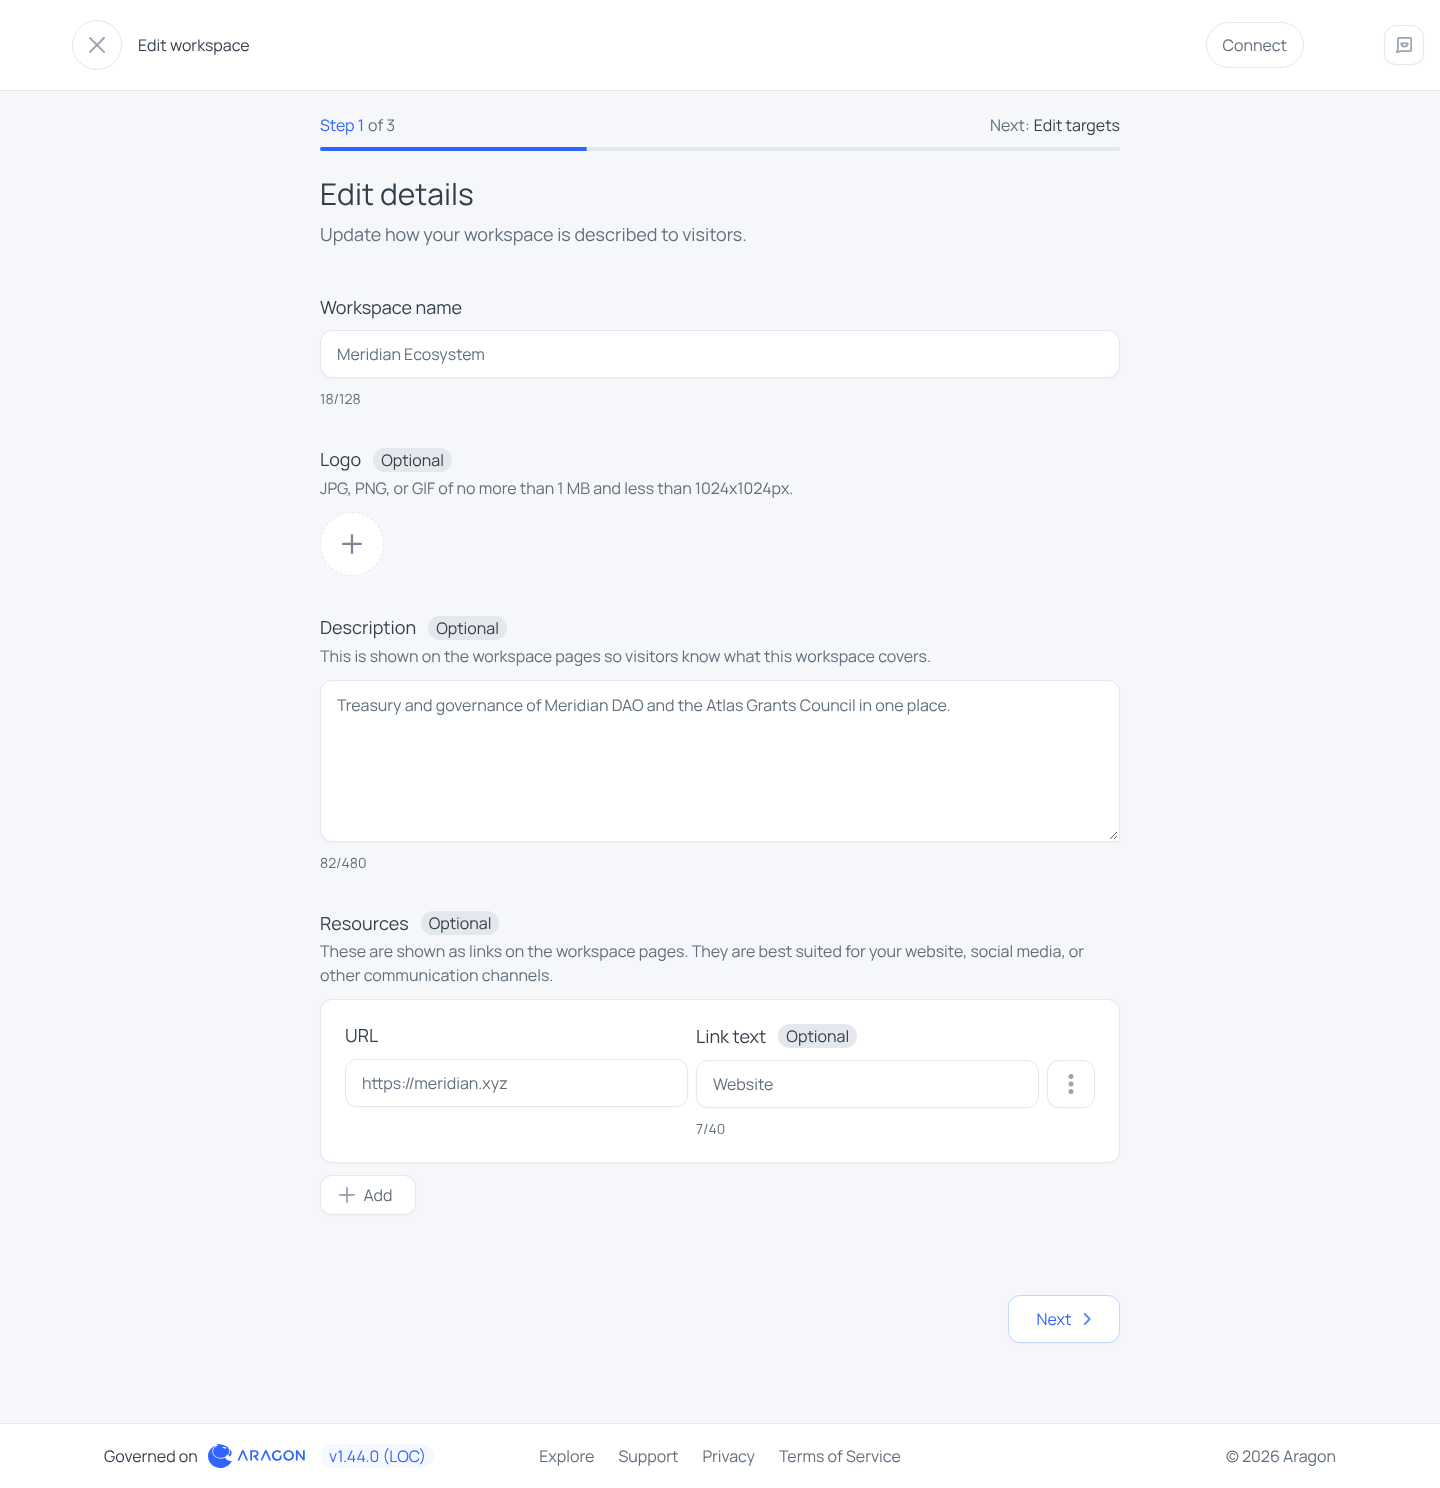 Edit workspace
Connect
Step 1 of 3
Next: Edit targets
Edit details
Update how your workspace is described to visitors.
Workspace name
Meridian Ecosystem
18/128
Logo Optional
JPG, PNG, or GIF of no more than 1 MB and less than 1024x1024px.
Description Optional
This is shown on the workspace pages so visitors know what this workspace covers.
Treasury and governance of Meridian DAO and the Atlas Grants Council in one place.
82/480
Resources Optional
These are shown as links on the workspace pages. They are best suited for your website, social media, or
other communication channels.
URL
Link text Optional
https://meridian.xyz
Website
7/40
Add
Next
Governed on ARAGON v1.44.0 (LOC)
Explore Support Privacy Terms of Service
© 2026 Aragon